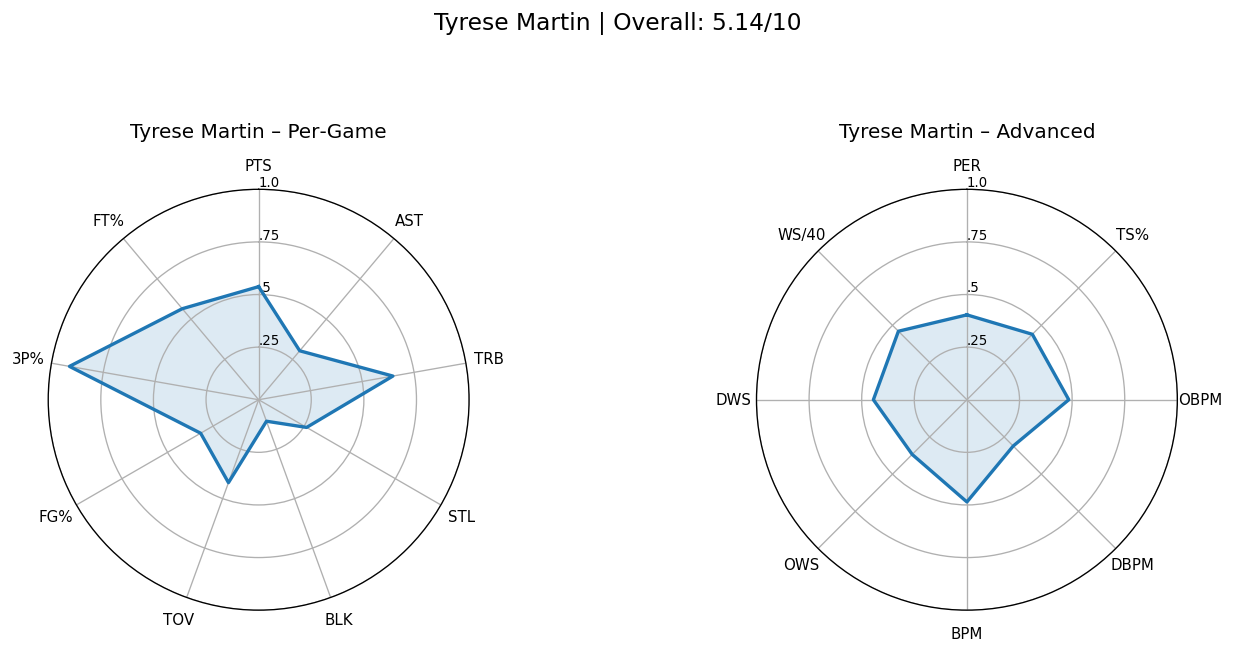 Tyrese Martin | Overall: 5.14/10
Tyrese Martin – Per-Game
PTS
1.0
FT%
AST
.75
.5
.25
3P%
TRB
FG%
STL
TOV
BLK
Tyrese Martin – Advanced
PER
1.0
WS/40
TS%
.75
.5
.25
DWS
OBPM
OWS
DBPM
BPM